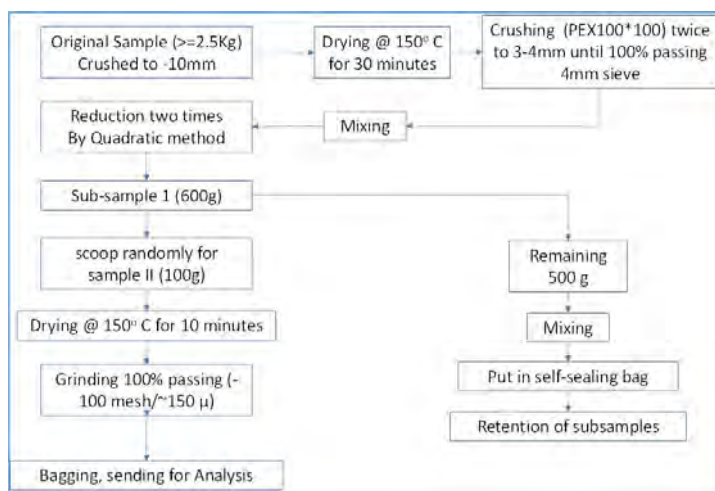 Original Sample (>=2.5Kg)
Crushed to -10mm
Drying @ 150° C
for 30 minutes
Crushing (PEX100*100) twice
to 3-4mm until 100% passing
4mm sieve
Mixing
Reduction two times
By Quadratic method
Sub-sample 1 (600g)
scoop randomly for
sample II (100g)
Drying @ 150° C for 10 minutes
Grinding 100% passing (-
100 mesh/~150 µ)
Bagging, sending for Analysis
Remaining
500 g
Mixing
Put in self-sealing bag
Retention of subsamples